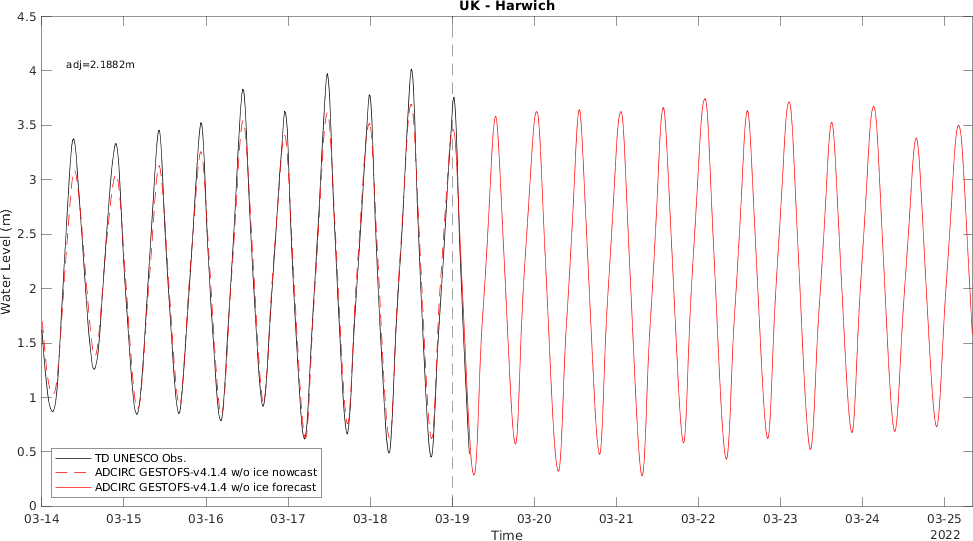 UK - Harwich
adj=2.1882m
Water Level (m)
4.5
4
3.5
3
2.5
2
1.5
1
0.5
0
TD UNESCO Obs.
ADCIRC GESTOFS-v4.1.4 w/o ice nowcast
ADCIRC GESTOFS-v4.1.4 w/o ice forecast
03-14 03-15 03-16 03-17 03-18 03-19 03-20 03-21 03-22 03-23 03-24 03-25
2022
Time